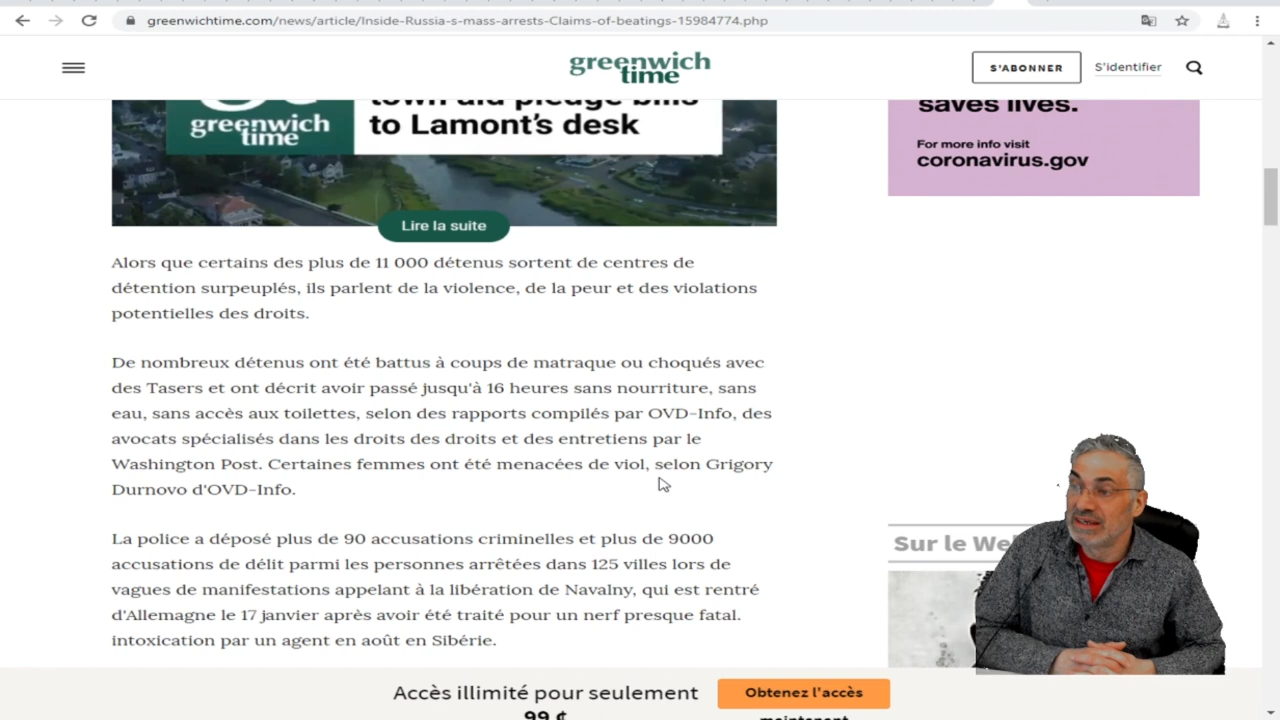 greenwichtime.com/news/article/Inside-Russia-s-mass-arrests-Claims-of-beatings-15984774.php
greenwich
time
S'ABONNER
S'identifier
town aid pledge bills
to Lamont's desk
greenwich
time
saves lives.
For more info visit
coronavirus.gov
Lire la suite
Alors que certains des plus de 11 000 détenus sortent de centres de
détention surpeuplés, ils parlent de la violence, de la peur et des violations
potentielles des droits.
De nombreux détenus ont été battus à coups de matraque ou choqués avec
des Tasers et ont décrit avoir passé jusqu'à 16 heures sans nourriture, sans
eau, sans accès aux toilettes, selon des rapports compilés par OVD-Info, des
avocats spécialisés dans les droits des droits et des entretiens par le
Washington Post. Certaines femmes ont été menacées de viol, selon Grigory
Durnovo d'OVD-Info.
La police a déposé plus de 90 accusations criminelles et plus de 9000
accusations de délit parmi les personnes arrêtées dans 125 villes lors de
vagues de manifestations appelant à la libération de Navalny, qui est rentré
d'Allemagne le 17 janvier après avoir été traité pour un nerf presque fatal.
intoxication par un agent en août en Sibérie.
Sur le We
Accès illimité pour seulement
99 ¢
Obtenez l'accès
maintenant